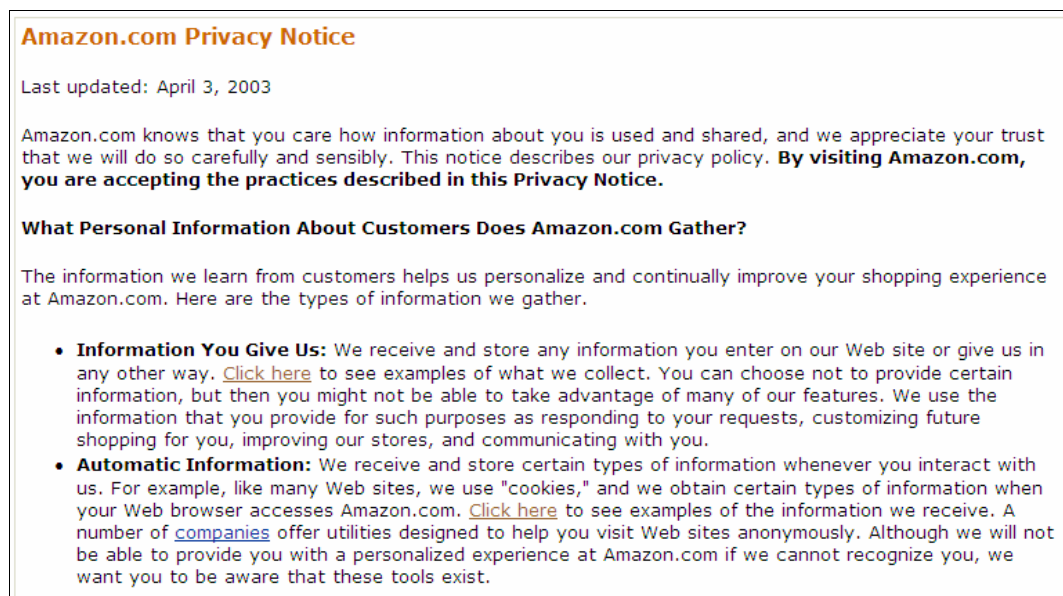 Amazon.com Privacy Notice
Last updated: April 3, 2003
Amazon.com knows that you care how information about you is used and shared, and we appreciate your trust
that we will do so carefully and sensibly. This notice describes our privacy policy. By visiting Amazon.com,
you are accepting the practices described in this Privacy Notice.
What Personal Information About Customers Does Amazon.com Gather?
The information we learn from customers helps us personalize and continually improve your shopping experience
at Amazon.com. Here are the types of information we gather.
• Information You Give Us: We receive and store any information you enter on our Web site or give us in
any other way. Click here to see examples of what we collect. You can choose not to provide certain
information, but then you might not be able to take advantage of many of our features. We use the
information that you provide for such purposes as responding to your requests, customizing future
shopping for you, improving our stores, and communicating with you.
• Automatic Information: We receive and store certain types of information whenever you interact with
us. For example, like many Web sites, we use "cookies," and we obtain certain types of information when
your Web browser accesses Amazon.com. Click here to see examples of the information we receive. A
number of companies offer utilities designed to help you visit Web sites anonymously. Although we will not
be able to provide you with a personalized experience at Amazon.com if we cannot recognize you, we
want you to be aware that these tools exist.